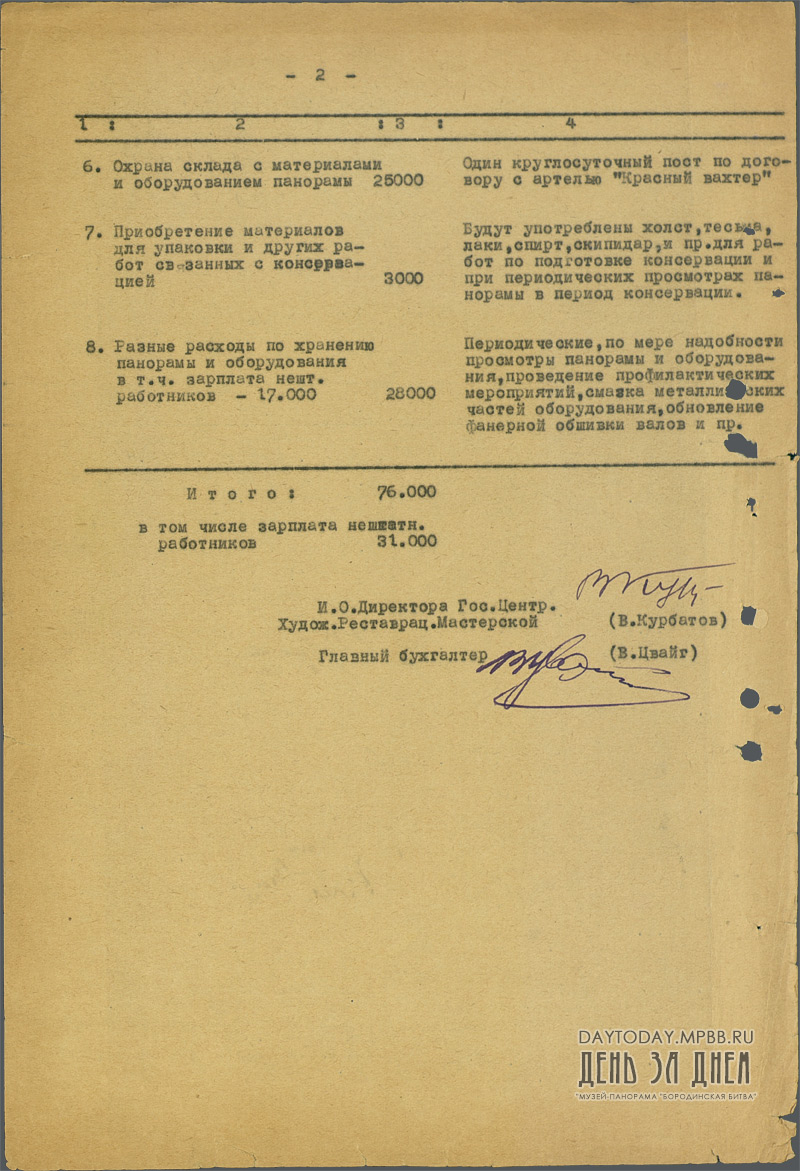 - 2 -
1 : 2 : 3 : 4
6. Охрана склада с материалами
и оборудованием панорамы 25000
Один круглосуточный пост по дого-
вору с артелью "Красный вахтер"
7. Приобретение материалов
для упаковки и других ра-
бот связанных с консерва-
цией 3000
Будут употреблены холст,тесьма,
лаки,спирт,скипидар,и пр.для ра-
бот по подготовке консервации и
при периодических просмотрах па-
норамы в период консервации.
8. Разные расходы по хранению
панорамы и оборудования
в т.ч. зарплата нешт.
работников - 17.000 28000
Периодические,по мере надобности
просмотры панорамы и оборудова-
ния,проведение профилактических
мероприятий,смазка металлических
частей оборудования,обновление
фанерной обшивки валов и пр.
Итого: 76.000
в том числе зарплата нештатн.
работников 31.000
И.О.Директора Гос.Центр.
Худож.Реставрац.Мастерской (В.Курбатов)
Главный бухгалтер (В.Цвайг)
DAYTODAY.MPBB.RU
ДЕНЬ ЗА ДНЕМ
"МУЗЕЙ-ПАНОРАМА "БОРОДИНСКАЯ БИТВА"